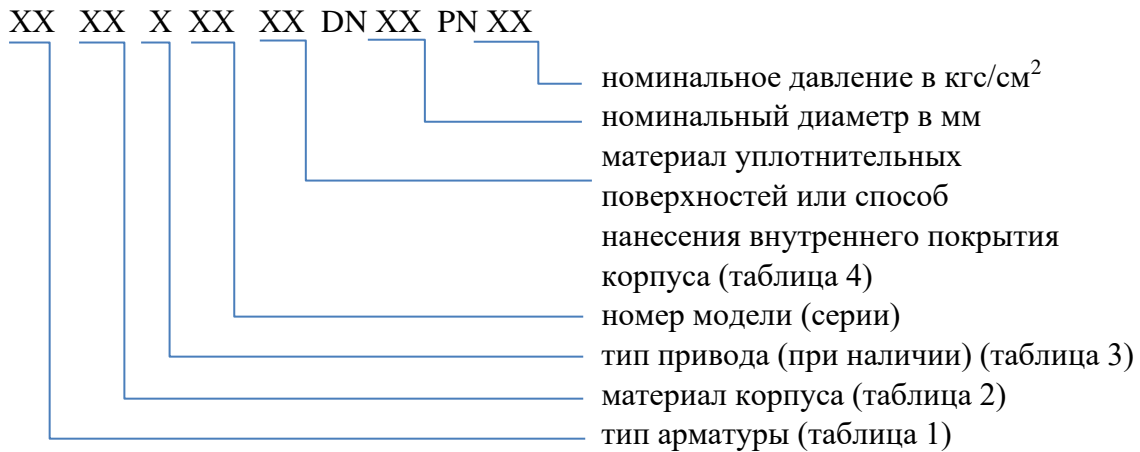 XX XX X XX XX DN XX PN XX
номинальное давление в кгс/см²
номинальный диаметр в мм
материал уплотнительных
поверхностей или способ
нанесения внутреннего покрытия
корпуса (таблица 4)
номер модели (серии)
тип привода (при наличии) (таблица 3)
материал корпуса (таблица 2)
тип арматуры (таблица 1)